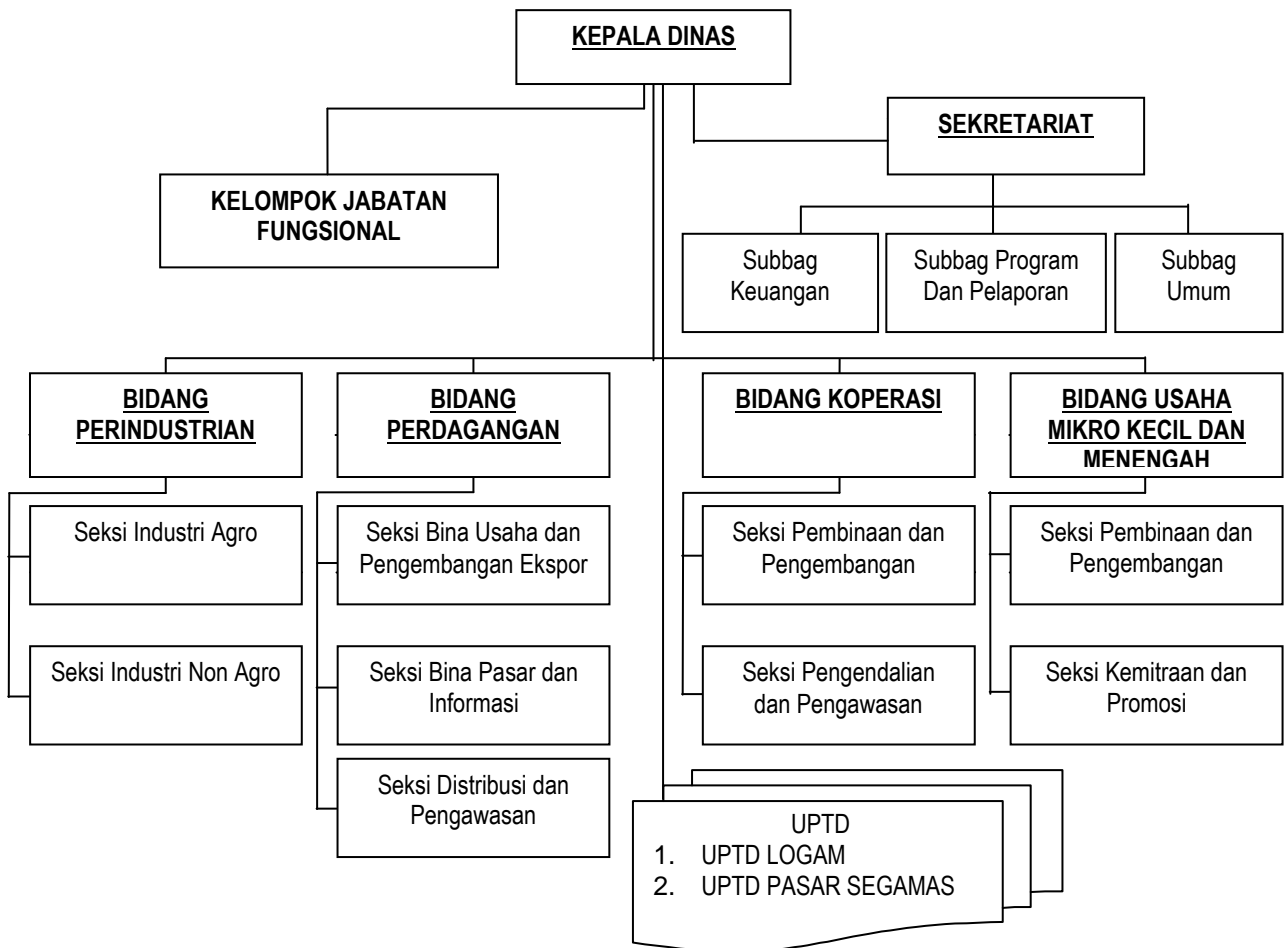 KEPALA DINAS
SEKRETARIAT
KELOMPOK JABATAN
FUNGSIONAL
Subbag
Keuangan
Subbag Program
Dan Pelaporan
Subbag
Umum
BIDANG
PERINDUSTRIAN
BIDANG
PERDAGANGAN
BIDANG KOPERASI
BIDANG USAHA
MIKRO KECIL DAN
MENENGAH
Seksi Industri Agro
Seksi Bina Usaha dan
Pengembangan Ekspor
Seksi Pembinaan dan
Pengembangan
Seksi Pembinaan dan
Pengembangan
Seksi Industri Non Agro
Seksi Bina Pasar dan
Informasi
Seksi Pengendalian
dan Pengawasan
Seksi Kemitraan dan
Promosi
Seksi Distribusi dan
Pengawasan
UPTD
1. UPTD LOGAM
2. UPTD PASAR SEGAMAS